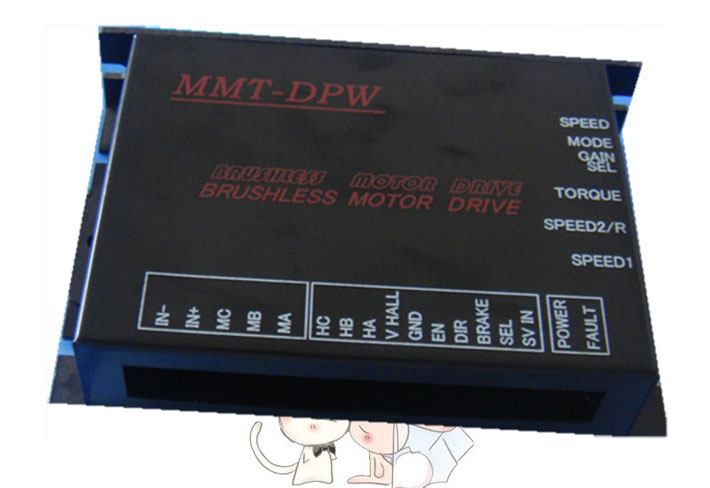 MMT-DPW
BRUSHLESS MOTOR DRIVE
BRUSHLESS MOTOR DRIVE
SPEED
MODE
GAIN
SEL
TORQUE
SPEED2/R
SPEED1
IN-
IN+
MC
MB
MA
HC
HB
HA
V HALL
GND
EN
DIR
BRAKE
SEL
SV IN
POWER
FAULT